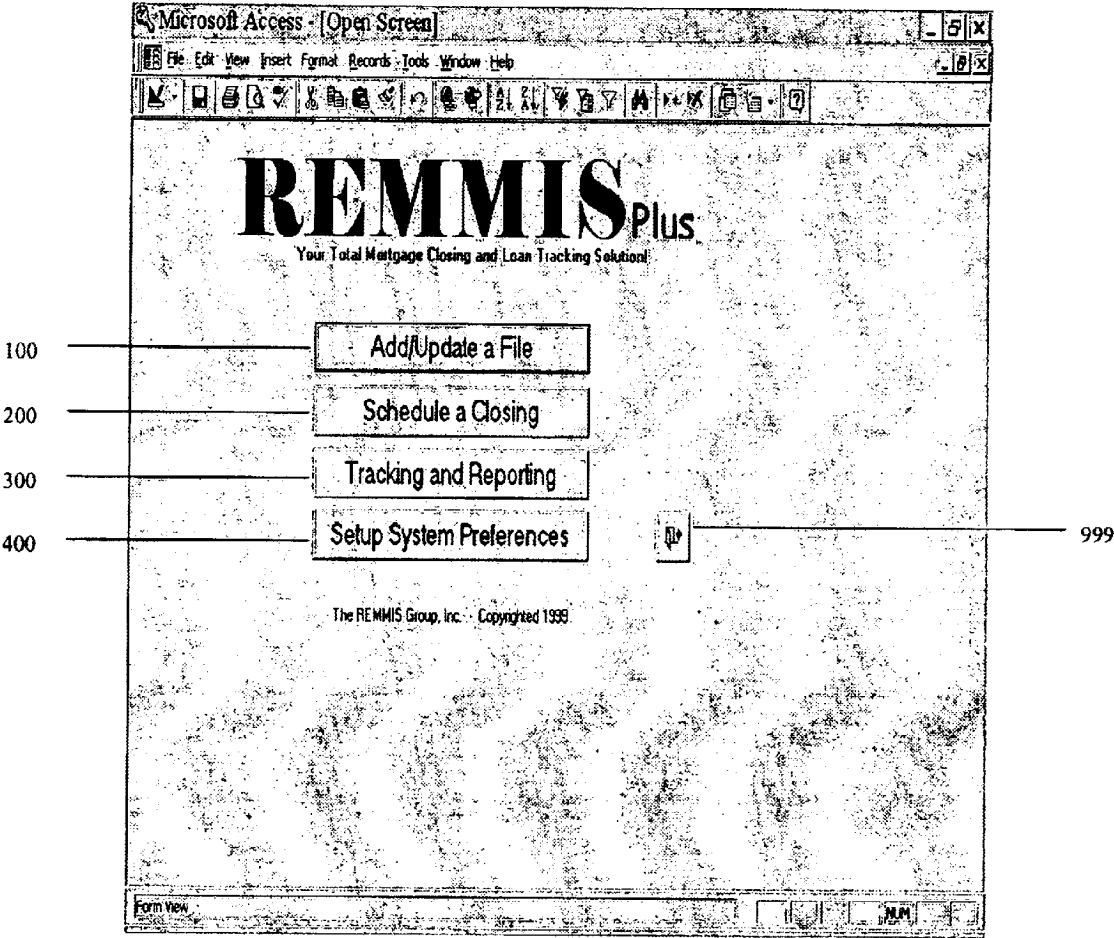 Microsoft Access - [Open Screen]
File Edit View Insert Format Records Tools Window Help
REMMIS Plus
Your Total Mortgage Closing and Loan Tracking Solution!
100 Add/Update a File
200 Schedule a Closing
300 Tracking and Reporting
400 Setup System Preferences 999
The REMMIS Group, Inc. - Copyrighted 1999
Form View NUM